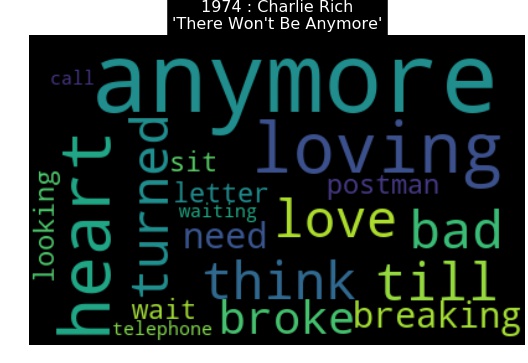 1974 : Charlie Rich
'There Won't Be Anymore'
call
anymore
heart
turned
loving
sit
looking
letter
postman
waiting
need
love
bad
think
till
wait
telephone
broke
breaking